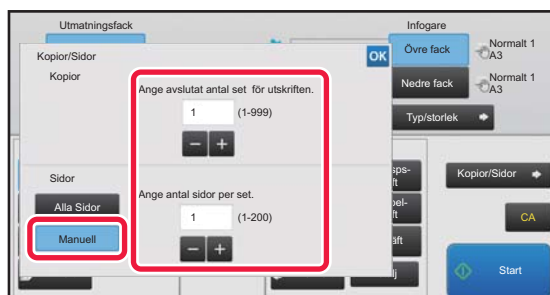 Utmatningsfack
Infogare
Kopior/Sidor
OK
Övre fack
Normalt 1
A3
Kopior
Ange avslutat antal set för utskriften.
Nedre fack
Normalt 1
A3
1 (1-999)
Typ/storlek
Sidor
Kopior/Sidor
Ange antal sidor per set.
Alla Sidor
1 (1-200)
CA
Manuell
Start